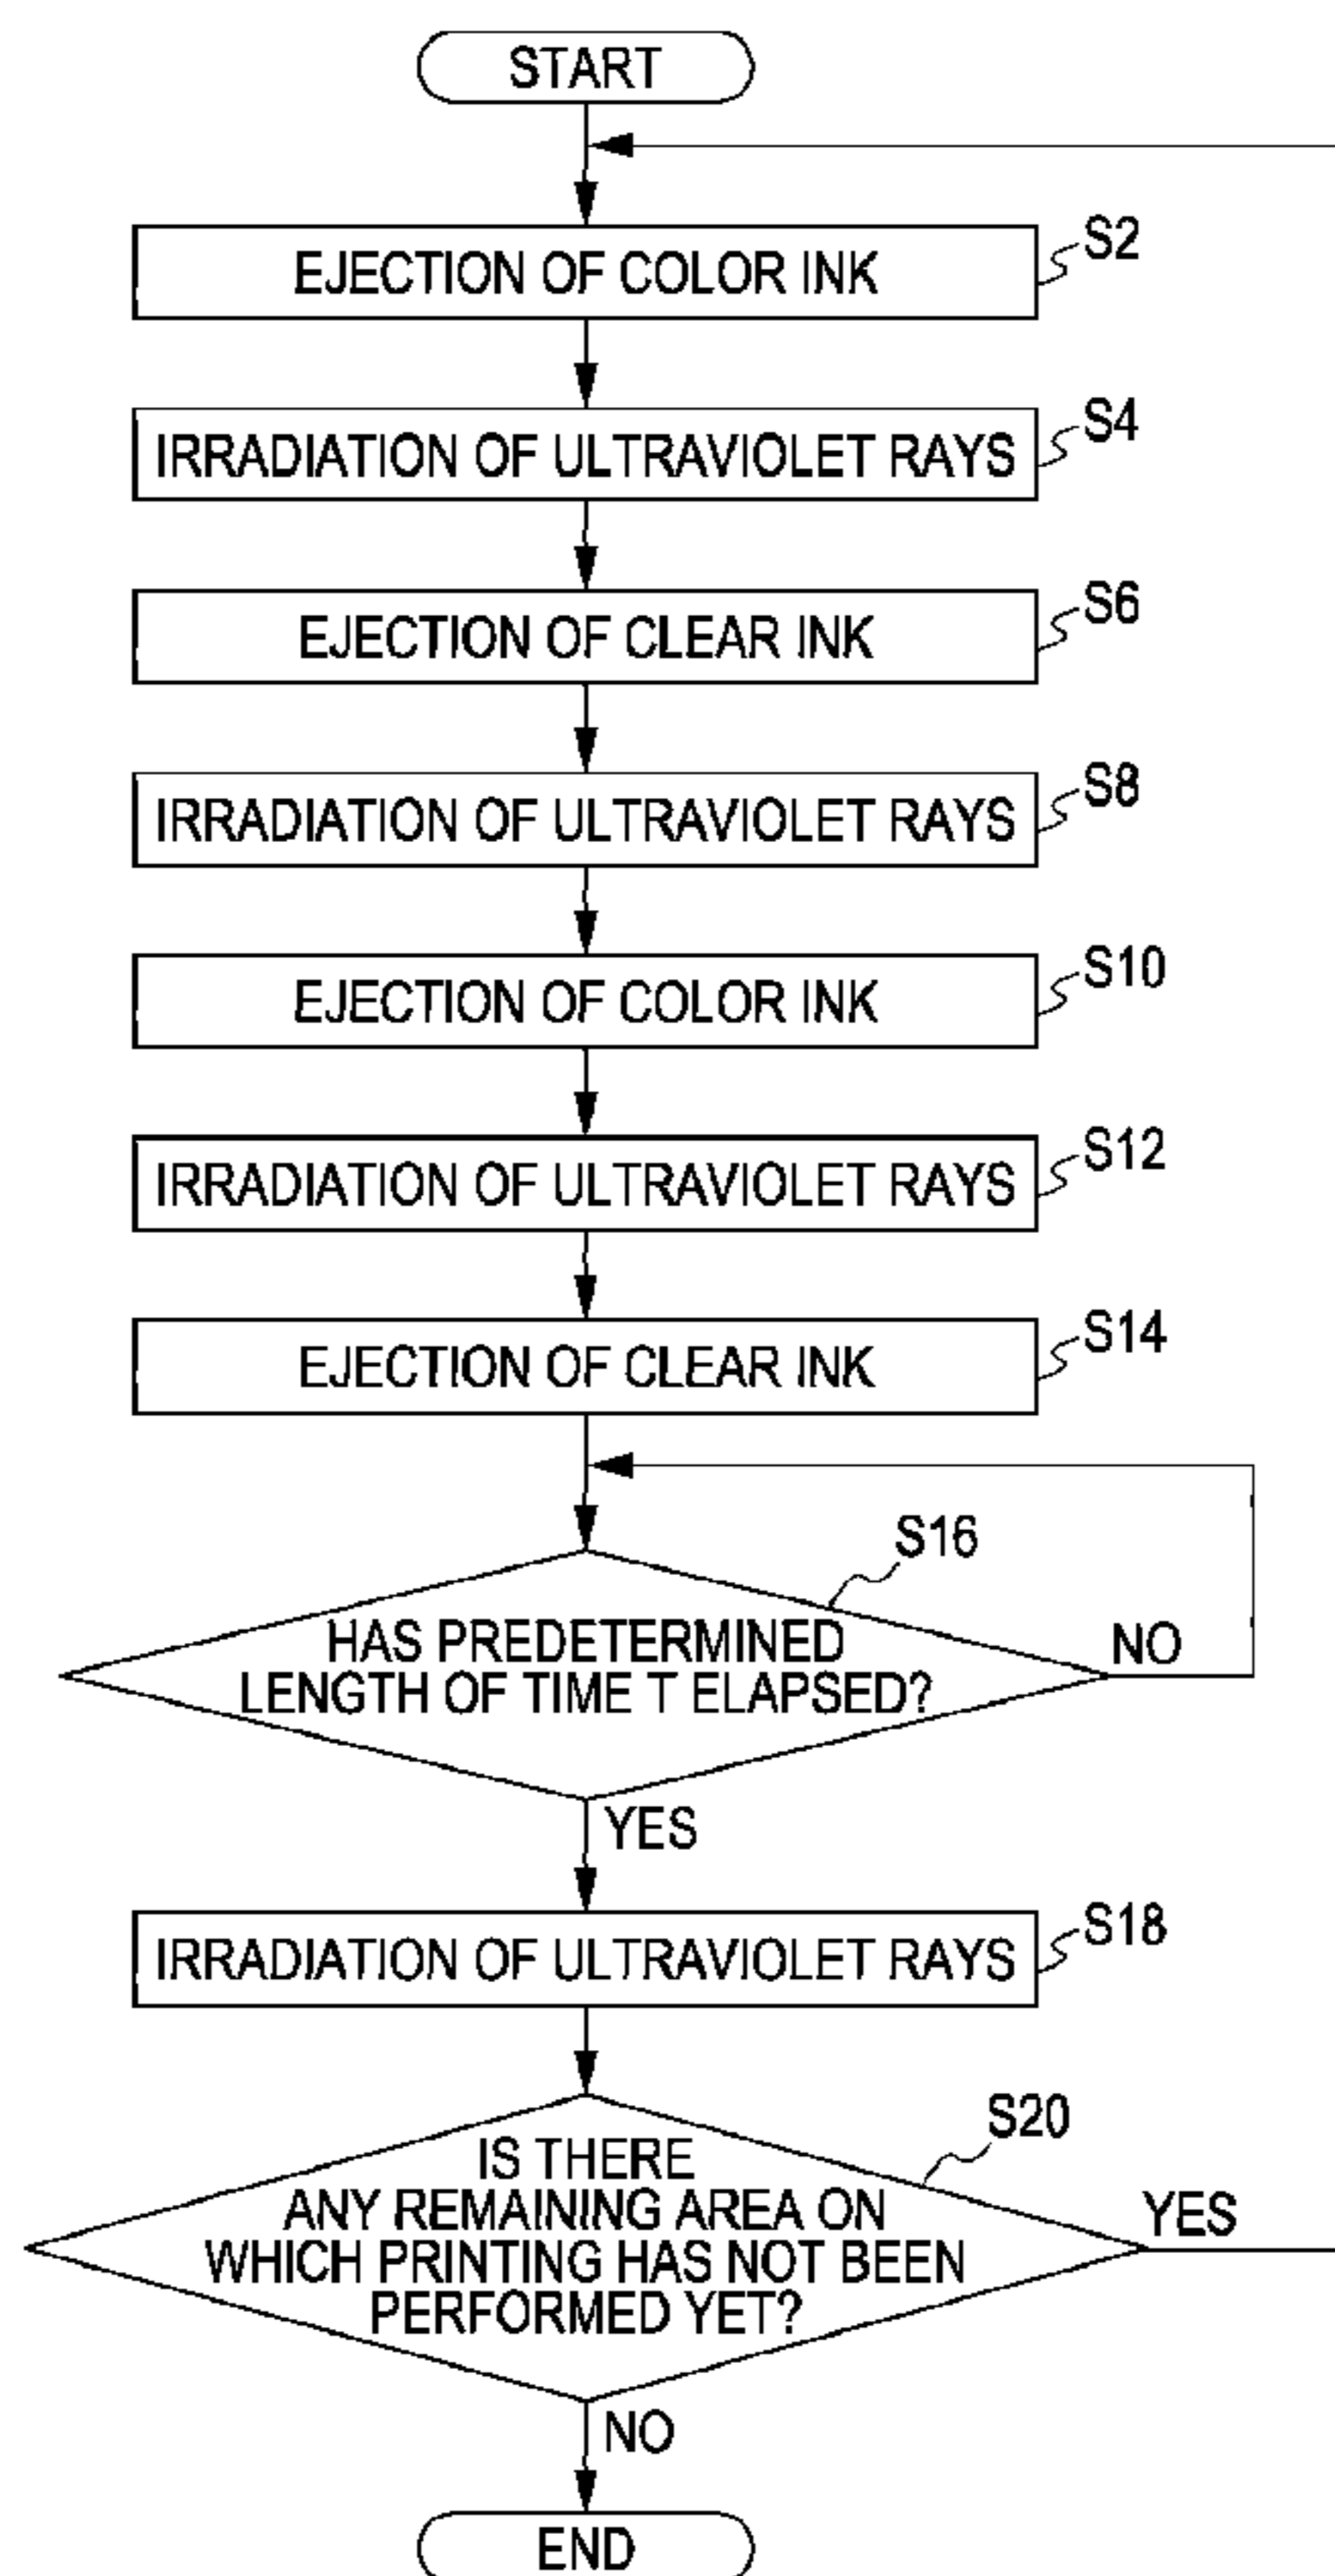 START
EJECTION OF COLOR INK
S2
IRRADIATION OF ULTRAVIOLET RAYS
S4
EJECTION OF CLEAR INK
S6
IRRADIATION OF ULTRAVIOLET RAYS
S8
EJECTION OF COLOR INK
S10
IRRADIATION OF ULTRAVIOLET RAYS
S12
EJECTION OF CLEAR INK
S14
S16
HAS PREDETERMINED
LENGTH OF TIME T ELAPSED?
NO
YES
IRRADIATION OF ULTRAVIOLET RAYS
S18
S20
IS THERE
ANY REMAINING AREA ON
WHICH PRINTING HAS NOT BEEN
PERFORMED YET?
YES
NO
END